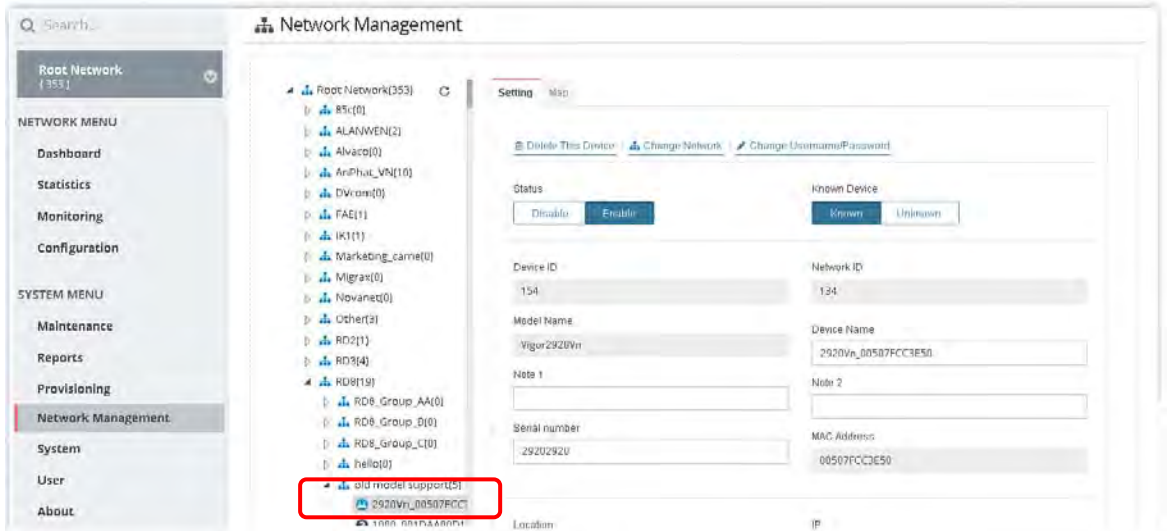 Search...
Network Management
Root Network
(353)
NETWORK MENU
Dashboard
Statistics
Monitoring
Configuration
SYSTEM MENU
Maintenance
Reports
Provisioning
Network Management
System
User
About
Root Network(353)
85c(0)
ALANWEN(2)
Alvaco(0)
AnPhat_VN(10)
DVcom(0)
FAE(1)
IK1(1)
Marketing_carrie(0)
Migrax(0)
Novanet(0)
Other(3)
RD2(1)
RD3(4)
RD8(19)
RD8_Group_AA(0)
RD8_Group_B(0)
RD8_Group_C(0)
hello(0)
old model support(5)
2920Vn_00507FCC
Setting Map
Delete This Device Change Network Change Username/Password
Status
Disable Enable
Known Device
Known Unknown
Device ID
154
Network ID
134
Model Name
Vigor2920Vn
Device Name
2920Vn_00507FCC3E50
Note 1
Note 2
Serial number
29202920
MAC Address
00507FCC3E50
Location
IP